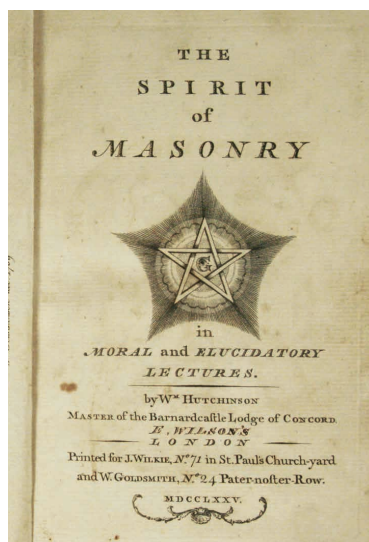 THE
SPIRIT
of
MASONRY
G
in
MORAL and ELUCIDATORY
LECTURES.
by Wᵐ HUTCHINSON
MASTER of the Barnardcaſtle Lodge of CONCORD
E. WILSON'S
LONDON
Printed for J. WILKIE, Nº. 71 in St. Paul's Church-yard
and W. GOLDSMITH, Nº. 24 Pater-noſter-Row.
MDCCLXXV.